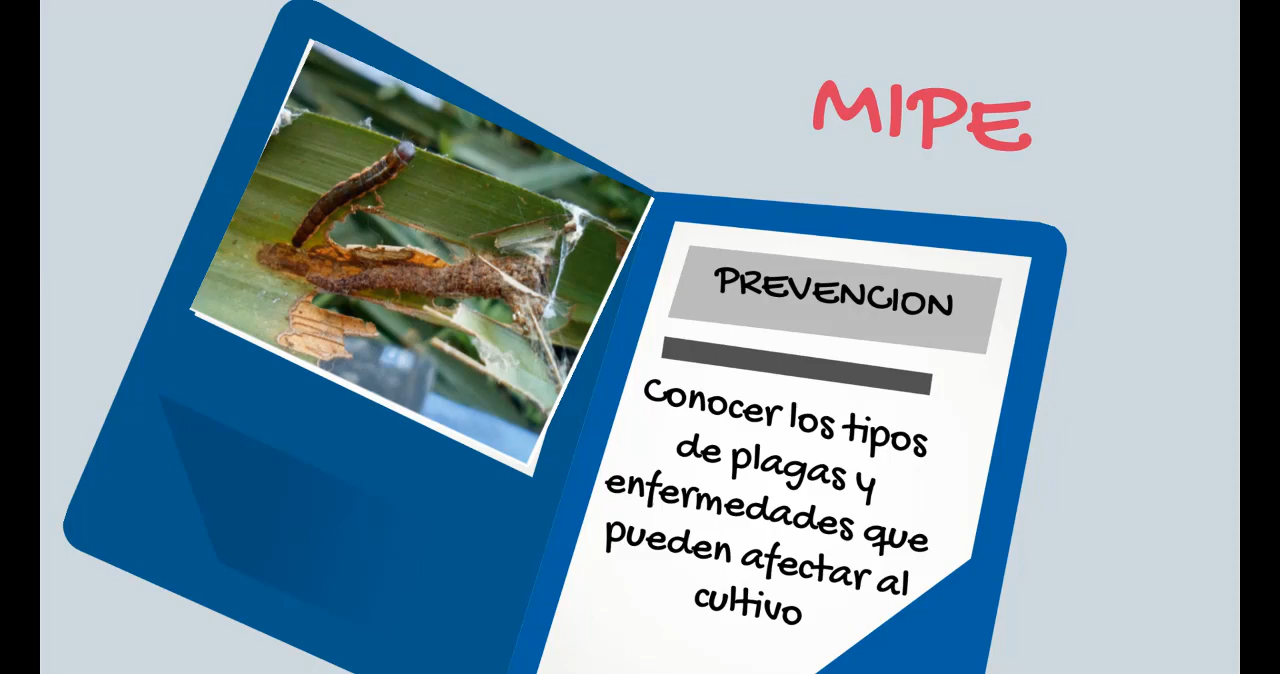 MIPE
PREVENCION
Conocer los tipos
de plagas y
enfermedades que
pueden afectar al
cultivo